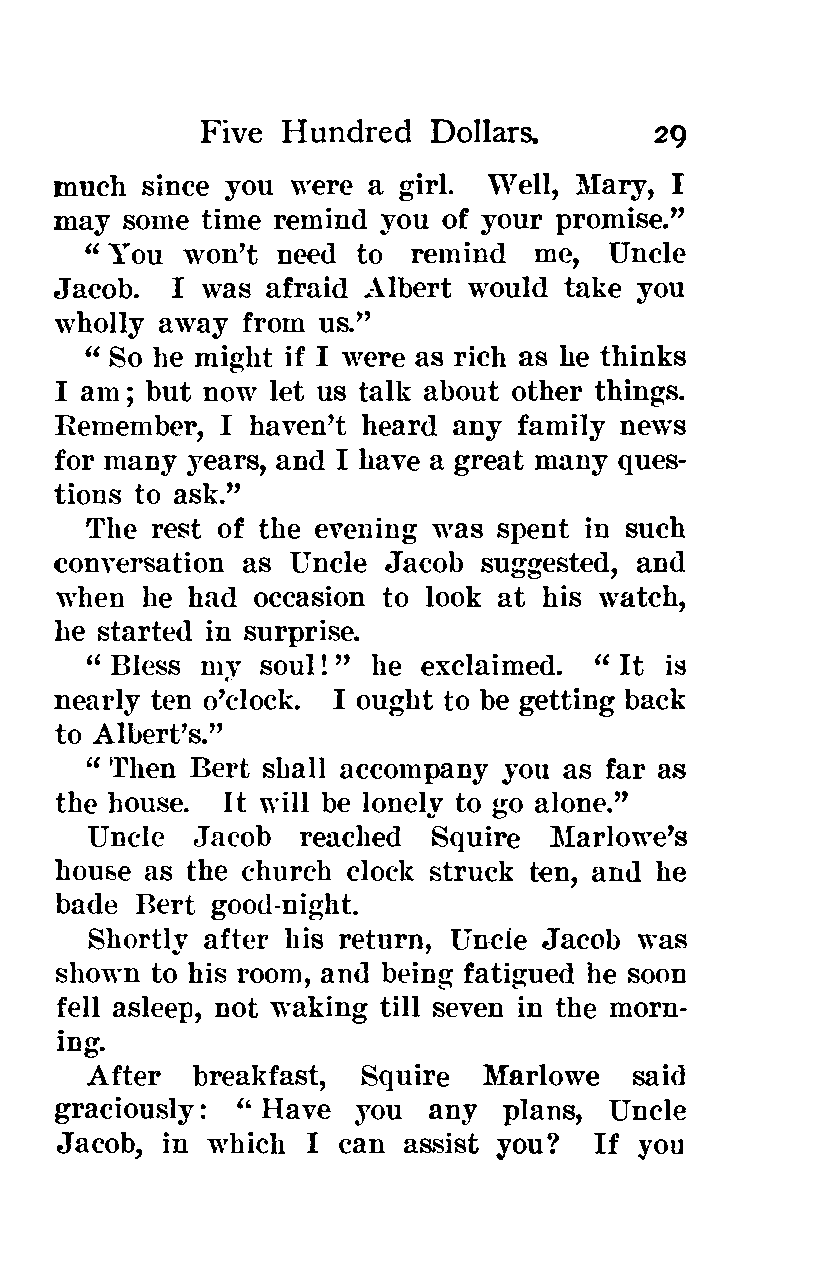 Five Hundred Dollars. 29
much since you were a girl. Well, Mary, I
may some time remind you of your promise."
"You won't need to remind me, Uncle
Jacob. I was afraid Albert would take you
wholly away from us."
"So he might if I were as rich as he thinks
I am; but now let us talk about other things.
Remember, I haven't heard any family news
for many years, and I have a great many ques-
tions to ask."
The rest of the evening was spent in such
conversation as Uncle Jacob suggested, and
when he had occasion to look at his watch,
he started in surprise.
"Bless my soul!" he exclaimed. "It is
nearly ten o'clock. I ought to be getting back
to Albert's."
"Then Bert shall accompany you as far as
the house. It will be lonely to go alone."
Uncle Jacob reached Squire Marlowe's
house as the church clock struck ten, and he
bade Bert good-night.
Shortly after his return, Uncle Jacob was
shown to his room, and being fatigued he soon
fell asleep, not waking till seven in the morn-
ing.
After breakfast, Squire Marlowe said
graciously: "Have you any plans, Uncle
Jacob, in which I can assist you? If you